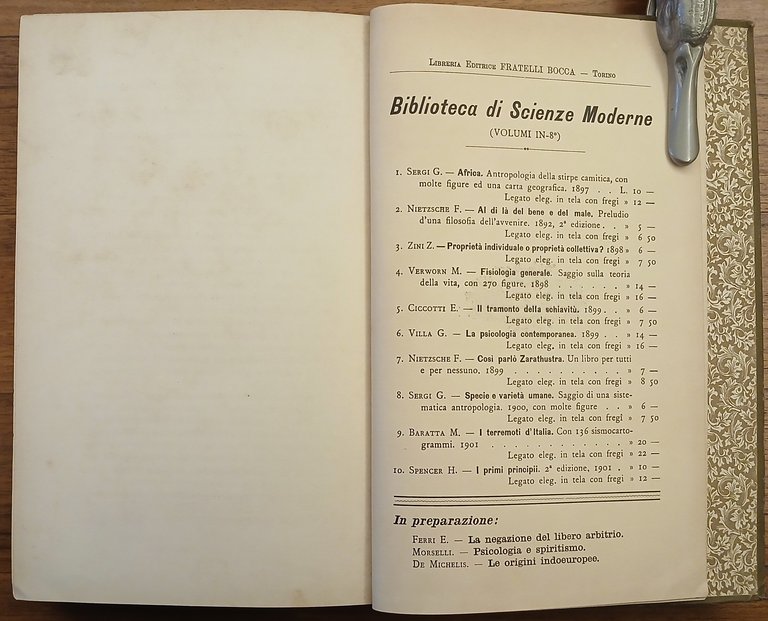 Libreria Editrice FRATELLI BOCCA — Torino
Biblioteca di Scienze Moderne
(VOLUMI IN-8º)
1. Sergi G. — Africa. Antropologia della stirpe camitica, con
molte figure ed una carta geografica. 1897 . . L. 10 —
Legato eleg. in tela con fregi » 12 —
2. Nietzsche F. — Al di là del bene e del male. Preludio
d'una filosofia dell'avvenire. 1892, 2ª edizione . . » 5 —
Legato eleg. in tela con fregi » 6 50
3. Zini Z. — Proprietà individuale o proprietà collettiva? 1898 » 6 —
Legato eleg. in tela con fregi » 7 50
4. Verworn M. — Fisiologia generale. Saggio sulla teoria
della vita, con 270 figure. 1898 . . . . . . » 14 —
Legato eleg. in tela con fregi » 16 —
5. Ciccotti E. — Il tramonto della schiavitù. 1899 . . » 6 —
Legato eleg. in tela con fregi » 7 50
6. Villa G. — La psicologia contemporanea. 1899 . . » 14 —
Legato eleg. in tela con fregi » 16 —
7. Nietzsche F. — Così parlò Zarathustra. Un libro per tutti
e per nessuno. 1899 . . . . . . . . . . » 7 —
Legato eleg. in tela con fregi » 8 50
8. Sergi G. — Specie e varietà umane. Saggio di una siste-
matica antropologia. 1900, con molte figure . . » 6 —
Legato eleg. in tela con fregi » 7 50
9. Baratta M. — I terremoti d'Italia. Con 136 sismocarto-
grammi. 1901 . . . . . . . . . . . » 20 —
Legato eleg. in tela con fregi » 22 —
10. Spencer H. — I primi principii. 2ª edizione, 1901 . » 10 —
Legato eleg. in tela con fregi » 12 —
In preparazione:
Ferri E. — La negazione del libero arbitrio.
Morselli. — Psicologia e spiritismo.
De Michelis. — Le origini indoeuropee.